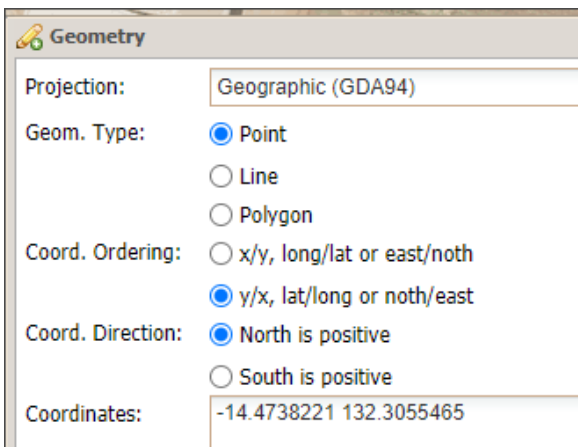 Geometry
Projection: Geographic (GDA94)
Geom. Type: Point
Line
Polygon
Coord. Ordering: x/y, long/lat or east/noth
y/x, lat/long or noth/east
Coord. Direction: North is positive
South is positive
Coordinates: -14.4738221 132.3055465